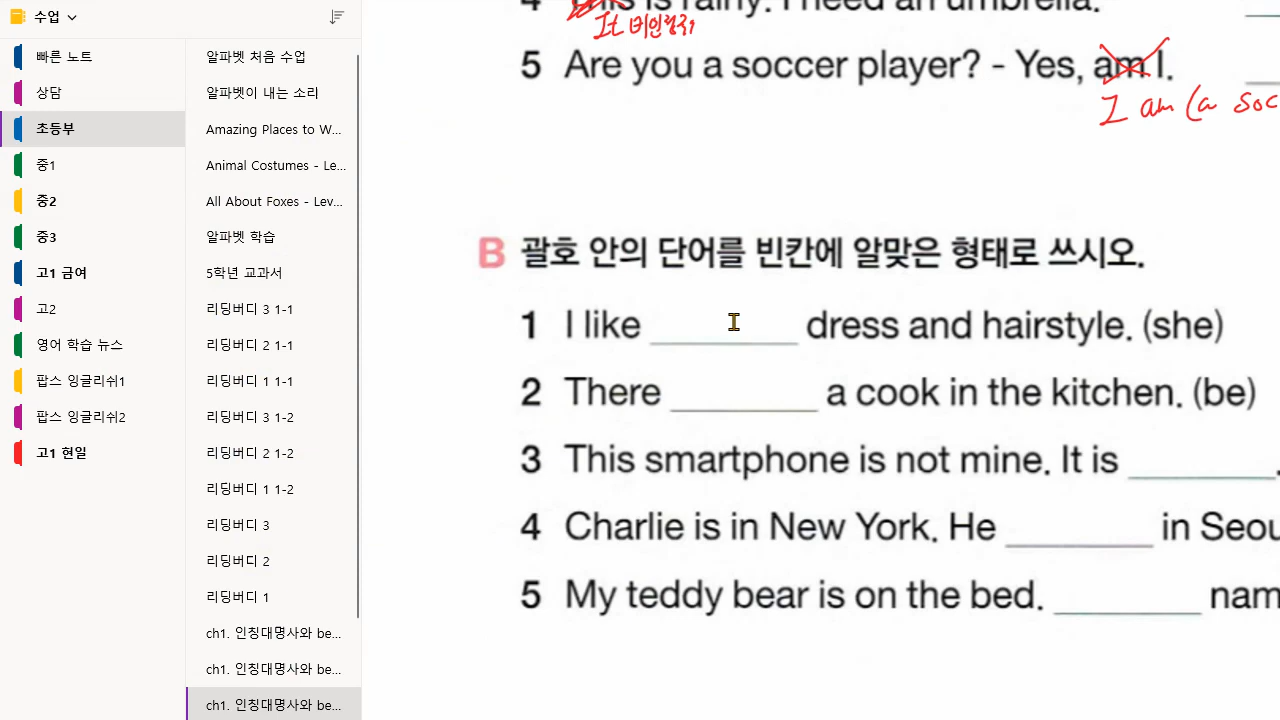 수업
빠른 노트
상담
초등부
중1
중2
중3
고1 금여
고2
영어 학습 뉴스
팝스 잉글리쉬1
팝스 잉글리쉬2
고1 현일
알파벳 처음 수업
알파벳이 내는 소리
Amazing Places to W...
Animal Costumes - Le...
All About Foxes - Lev...
알파벳 학습
5학년 교과서
리딩버디 3 1-1
리딩버디 2 1-1
리딩버디 1 1-1
리딩버디 3 1-2
리딩버디 2 1-2
리딩버디 1 1-2
리딩버디 3
리딩버디 2
리딩버디 1
ch1. 인칭대명사와 be...
ch1. 인칭대명사와 be...
ch1. 인칭대명사와 be...
is rainy. I need an umbrella.
It 비인칭주어
5 Are you a soccer player? - Yes, am I.
I am (a soc
B 괄호 안의 단어를 빈칸에 알맞은 형태로 쓰시오.
1 I like ________ dress and hairstyle. (she)
2 There ________ a cook in the kitchen. (be)
3 This smartphone is not mine. It is ________.
4 Charlie is in New York. He ________ in Seou
5 My teddy bear is on the bed. ________ nam